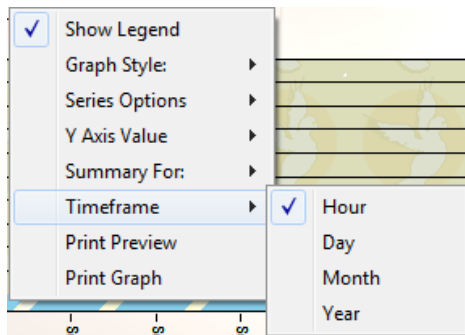 Show Legend
Graph Style:
Series Options
Y Axis Value
Summary For:
Timeframe
Print Preview
Print Graph
Hour
Day
Month
Year